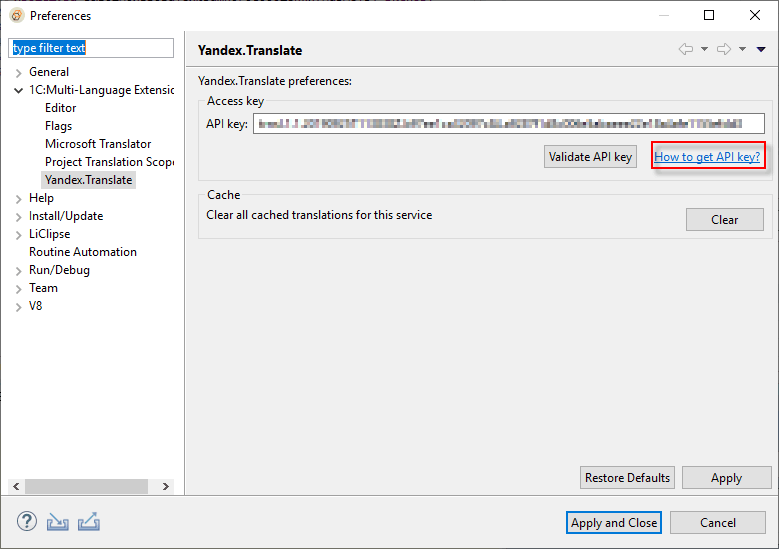 Preferences
type filter text
General
1C:Multi-Language Extensic
Editor
Flags
Microsoft Translator
Project Translation Scope
Yandex.Translate
Help
Install/Update
LiClipse
Routine Automation
Run/Debug
Team
V8
Yandex.Translate
Yandex.Translate preferences:
Access key
API key:
Validate API key
How to get API key?
Cache
Clear all cached translations for this service
Clear
Restore Defaults
Apply
Apply and Close
Cancel